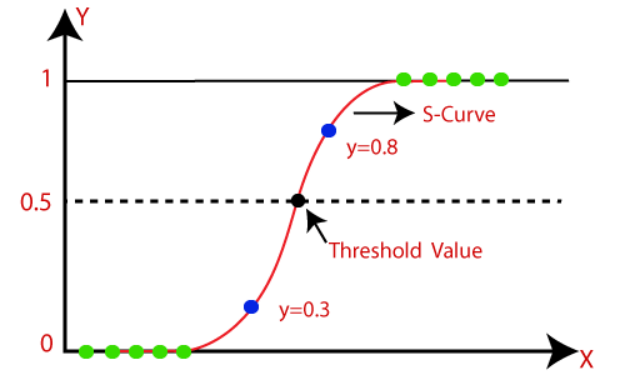 Y
1
S-Curve
y=0.8
0.5
Threshold Value
y=0.3
0
X